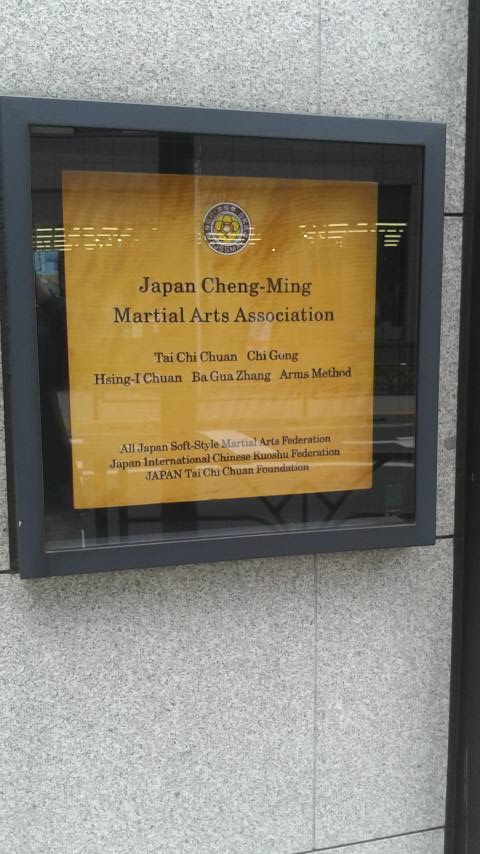 Japan Cheng-Ming
Martial Arts Association
Tai Chi Chuan Chi Gong
Hsing-I Chuan Ba Gua Zhang Arms Method
All Japan Soft-Style Martial Arts Federation
Japan International Chinese Kuoshu Federation
JAPAN Tai Chi Chuan Foundation